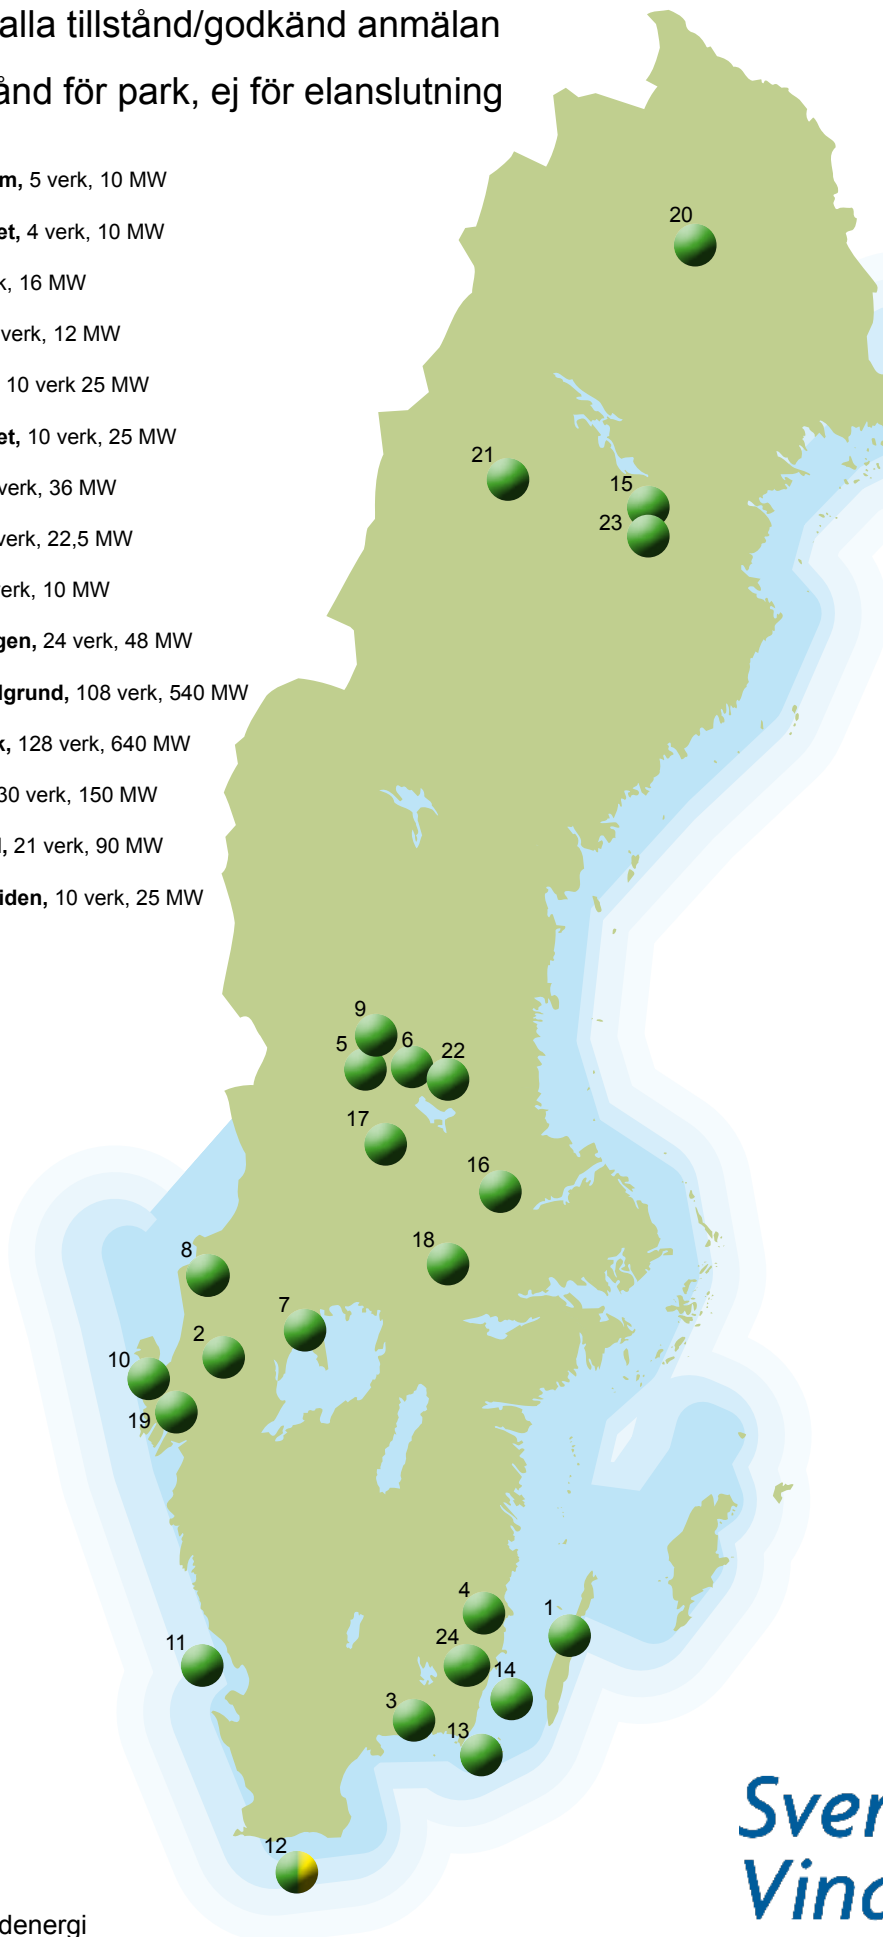 alla tillstånd/godkänd anmälan
ånd för park, ej för elanslutning
m, 5 verk, 10 MW
et, 4 verk, 10 MW
k, 16 MW
verk, 12 MW
10 verk 25 MW
et, 10 verk, 25 MW
verk, 36 MW
verk, 22,5 MW
erk, 10 MW
gen, 24 verk, 48 MW
lgrund, 108 verk, 540 MW
k, 128 verk, 640 MW
30 verk, 150 MW
l, 21 verk, 90 MW
iden, 10 verk, 25 MW
20
21
15
23
9
5
6
22
17
16
18
8
7
2
10
19
4
1
24
11
14
3
13
12
Sver
Vind
denergi